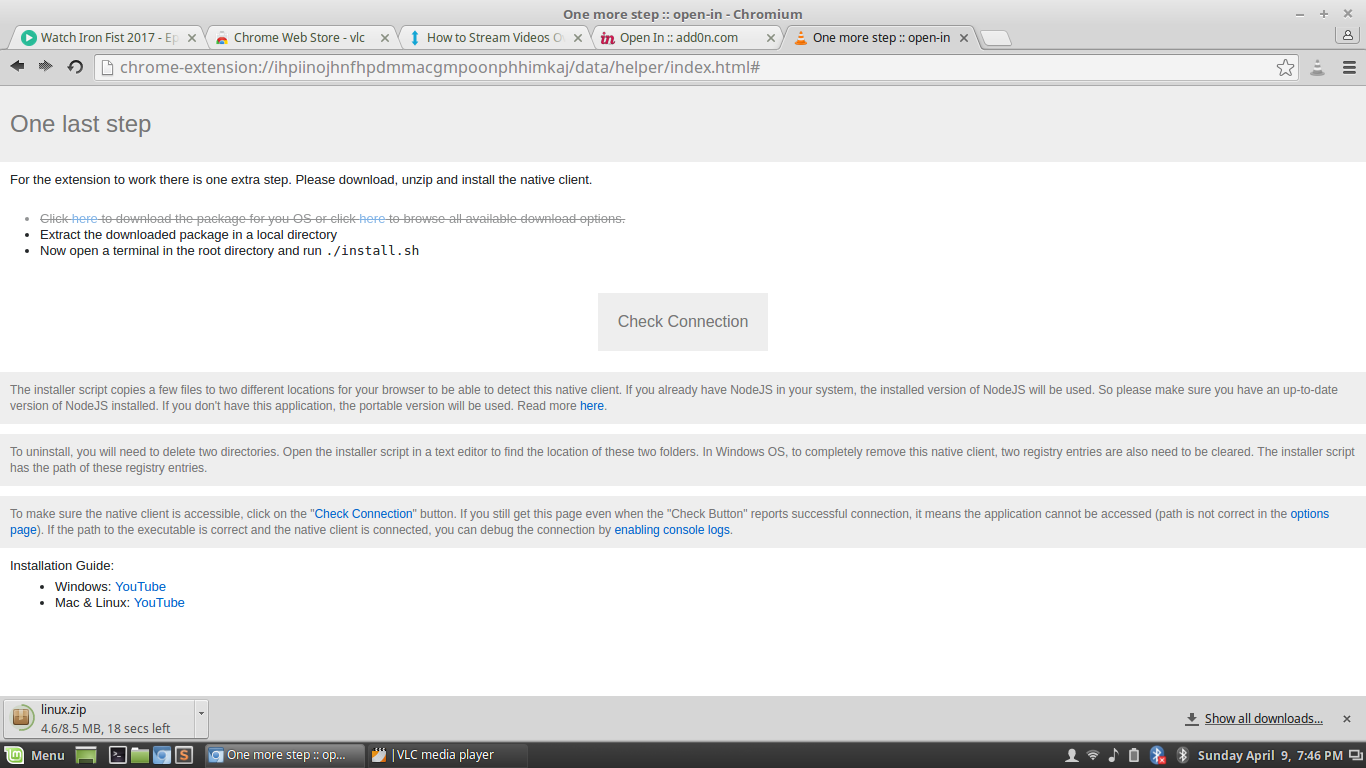 One more step :: open-in - Chromium
Watch Iron Fist 2017 - Ep
Chrome Web Store - vlc
How to Stream Videos O
Open In :: add0n.com
One more step :: open-in
chrome-extension://ihpiinojhnfhpdmmacgmpoonphhimkaj/data/helper/index.html#
One last step
For the extension to work there is one extra step. Please download, unzip and install the native client.
Click here to download the package for you OS or click here to browse all available download options.
Extract the downloaded package in a local directory
Now open a terminal in the root directory and run ./install.sh
Check Connection
The installer script copies a few files to two different locations for your browser to be able to detect this native client. If you already have NodeJS in your system, the installed version of NodeJS will be used. So please make sure you have an up-to-date
version of NodeJS installed. If you don't have this application, the portable version will be used. Read more here.
To uninstall, you will need to delete two directories. Open the installer script in a text editor to find the location of these two folders. In Windows OS, to completely remove this native client, two registry entries are also need to be cleared. The installer script
has the path of these registry entries.
To make sure the native client is accessible, click on the "Check Connection" button. If you still get this page even when the "Check Button" reports successful connection, it means the application cannot be accessed (path is not correct in the options
page). If the path to the executable is correct and the native client is connected, you can debug the connection by enabling console logs.
Installation Guide:
Windows: YouTube
Mac & Linux: YouTube
linux.zip
4.6/8.5 MB, 18 secs left
Show all downloads...
Menu
One more step :: op...
VLC media player
Sunday April 9, 7:46 PM